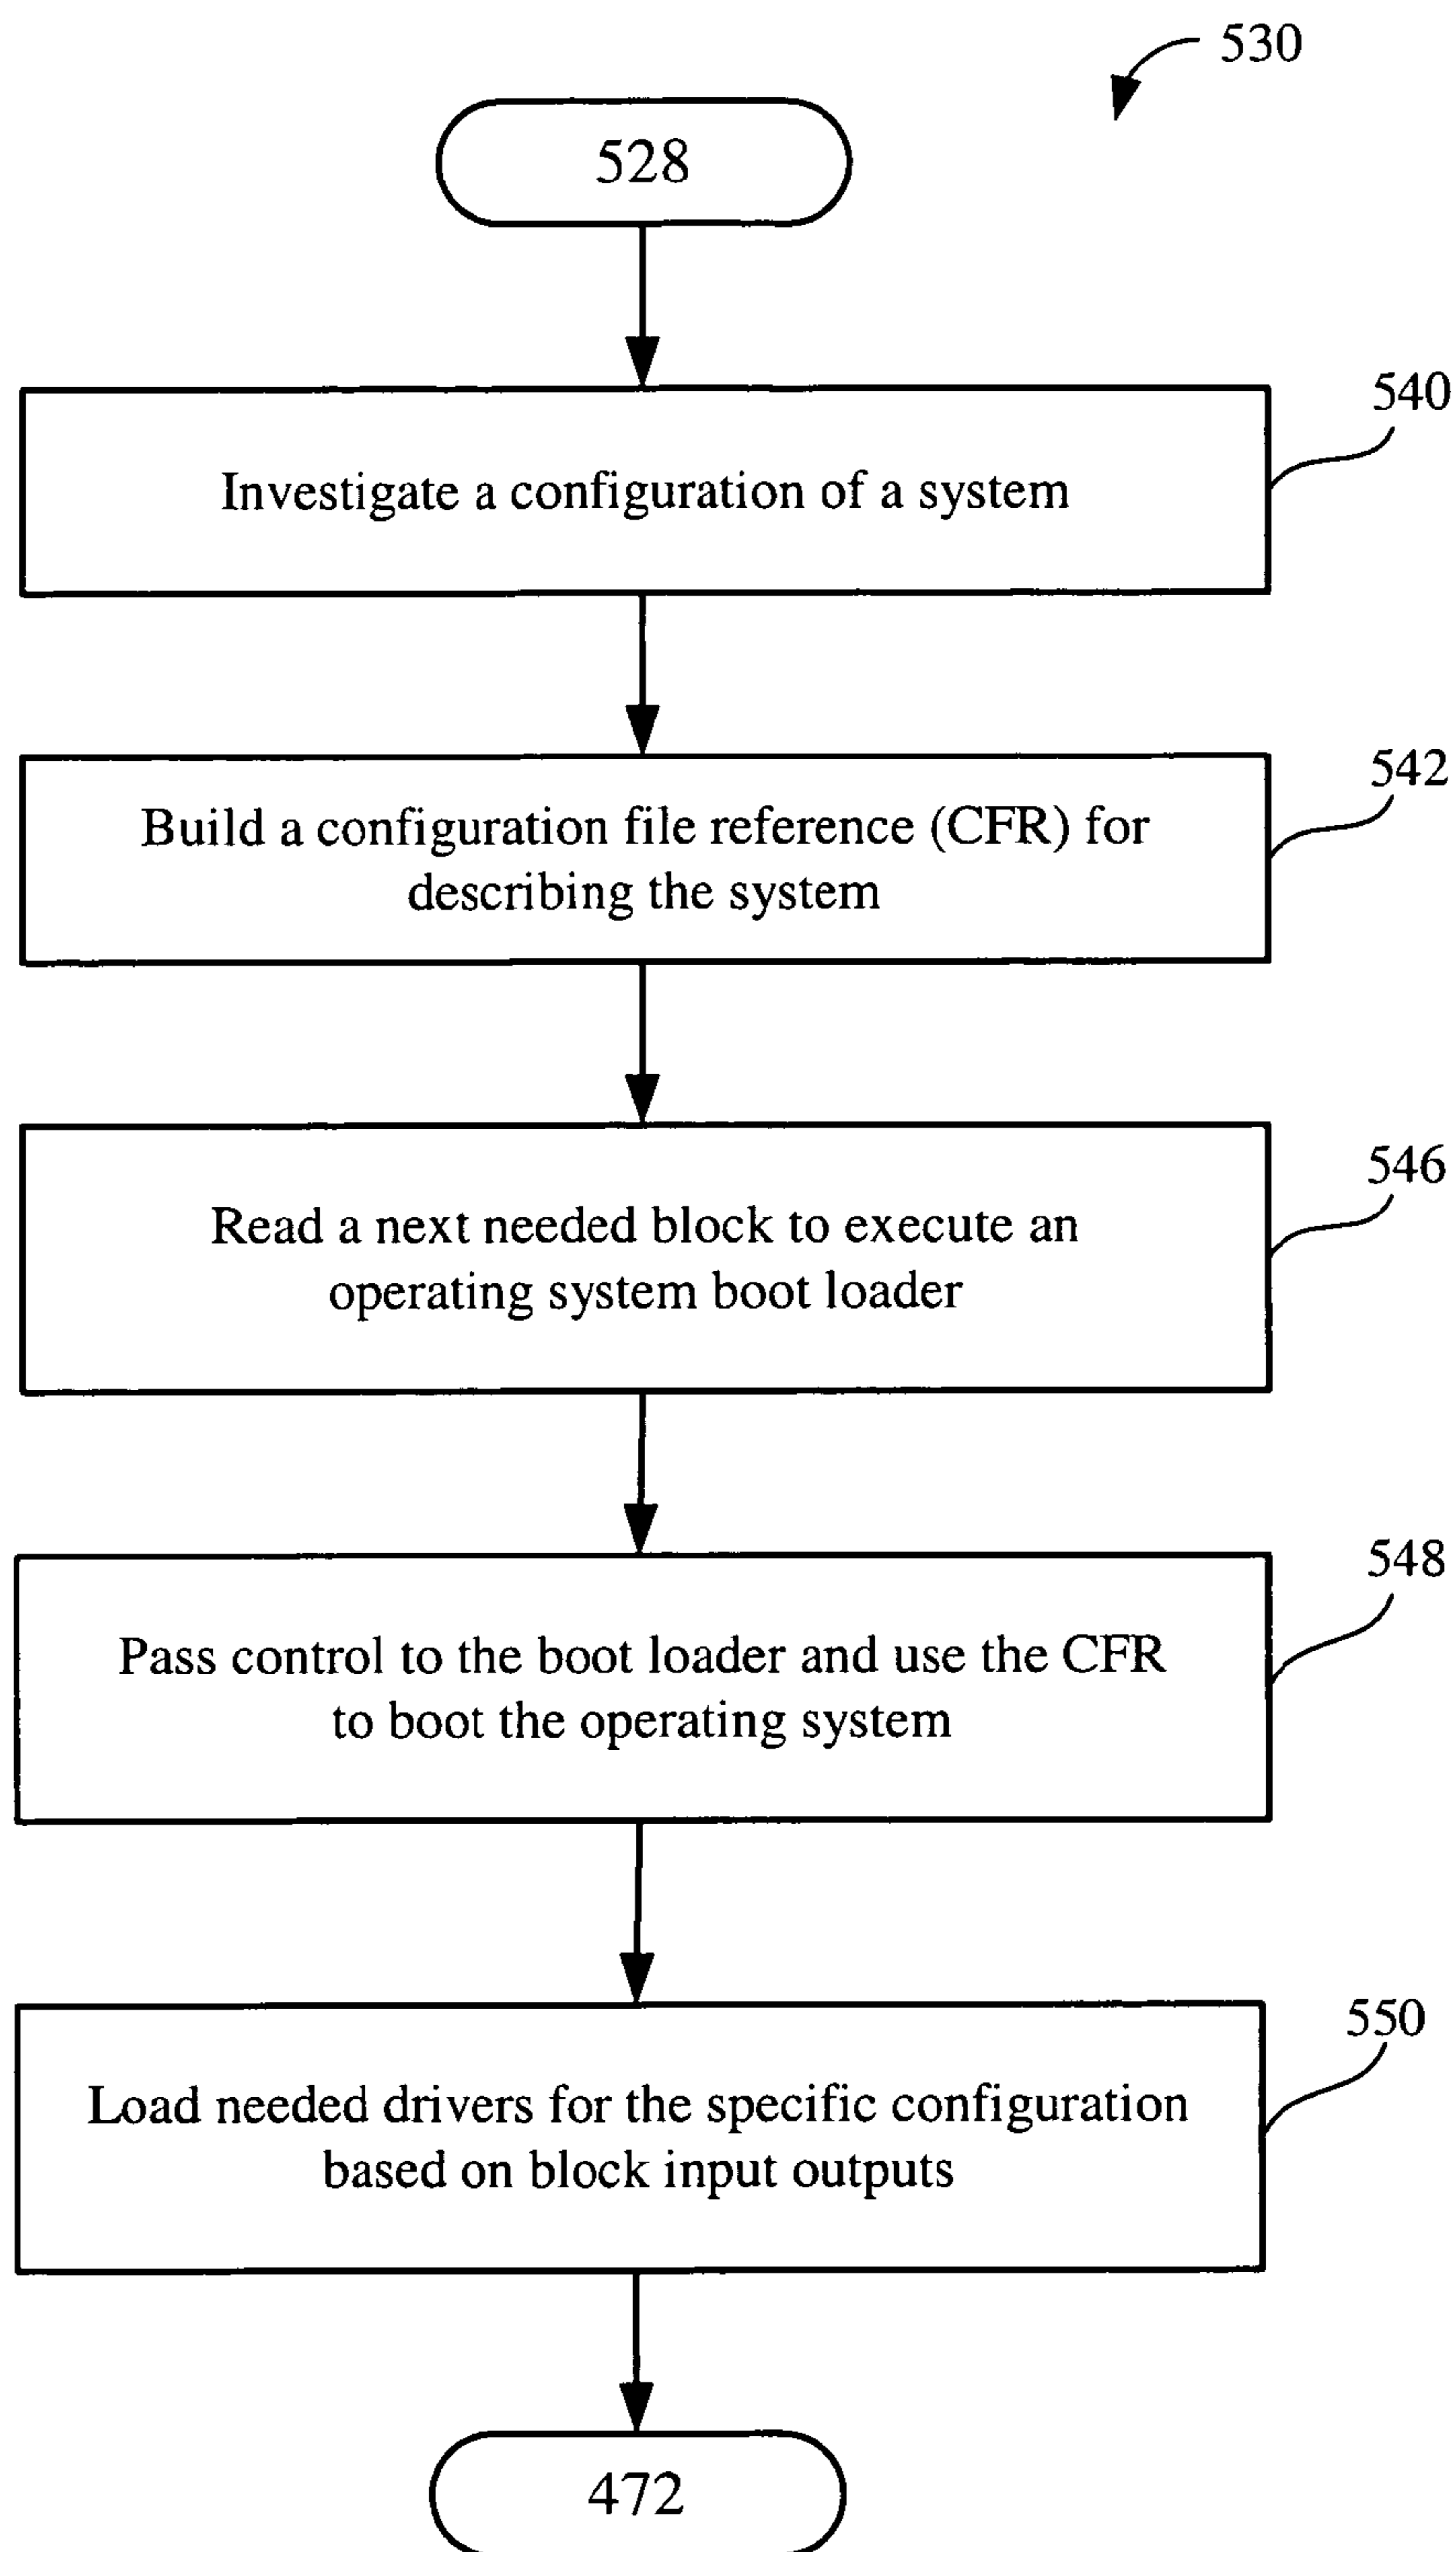 530
528
540
Investigate a configuration of a system
542
Build a configuration file reference (CFR) for
describing the system
546
Read a next needed block to execute an
operating system boot loader
548
Pass control to the boot loader and use the CFR
to boot the operating system
550
Load needed drivers for the specific configuration
based on block input outputs
472